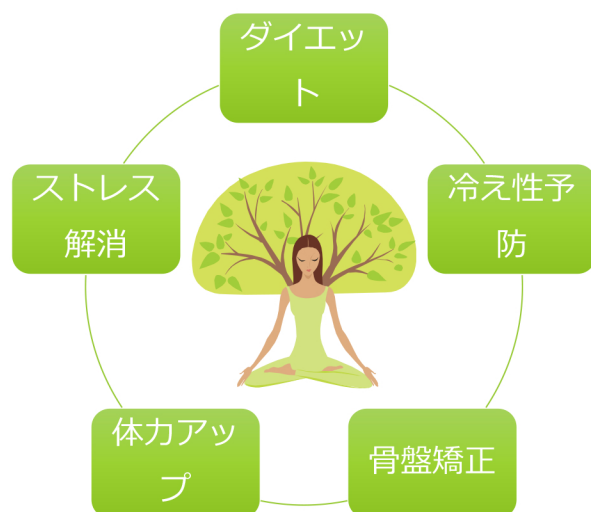 ダイエッ
ト
冷え性予
防
骨盤矯正
体力アッ
プ
ストレス
解消